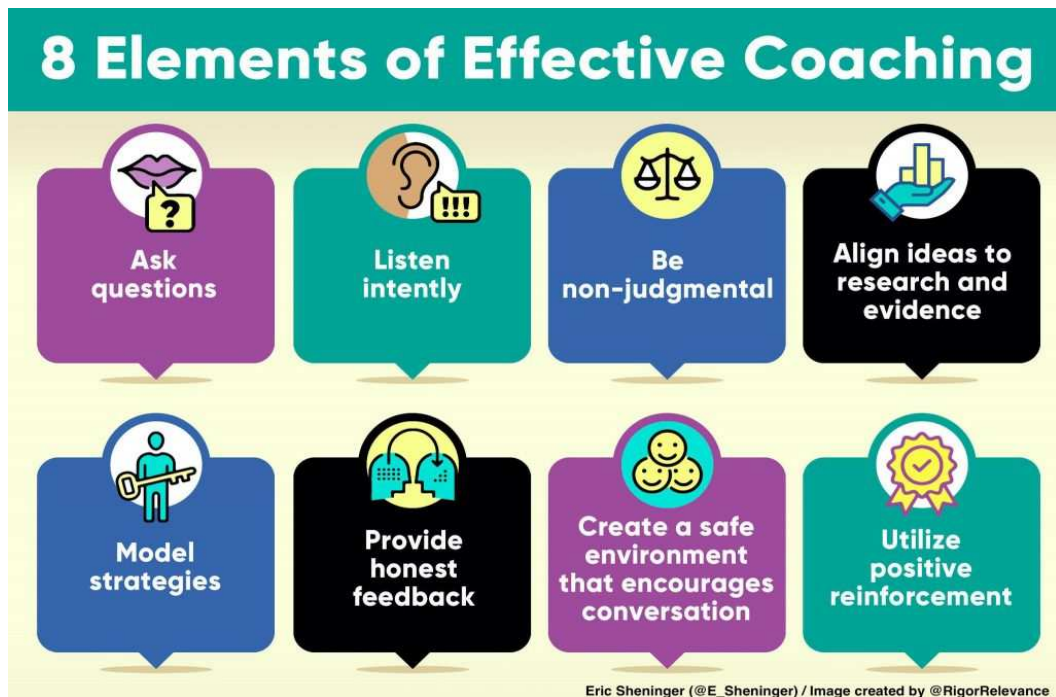 8 Elements of Effective Coaching
?
!!!
Ask
questions
Listen
intently
Be
non-judgmental
Align ideas to
research and
evidence
Model
strategies
Provide
honest
feedback
Create a safe
environment
that encourages
conversation
Utilize
positive
reinforcement
Eric Sheninger (@E_Sheninger) / Image created by @RigorRelevance